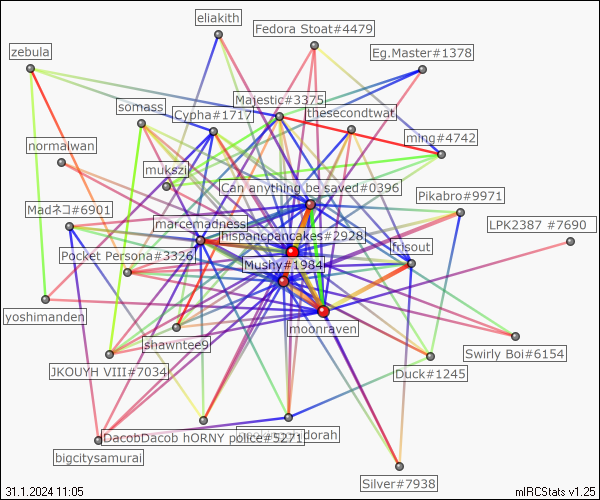 eliakith
Fedora Stoat#4479
zebula
Eg.Master#1378
Majestic#3375
somass
Cypha#1717
thesecondtwat
normalwan
ming#4742
mukszi
Can anything be saved#0396
Pikabro#9971
Madネコ#6901
marcemadness
LPK2387 #7690
hispancpancakes#2928
frisout
Pocket Persona#3326
Mushy#1984
yoshimanden
moonraven
shawntee9
Swirly Boi#6154
JKOUYH VIII#7034
Duck#1245
DacobDacob hORNY police#5271
dorah
bigcitysamurai
Silver#7938
31.1.2024 11:05
mIRCStats v1.25